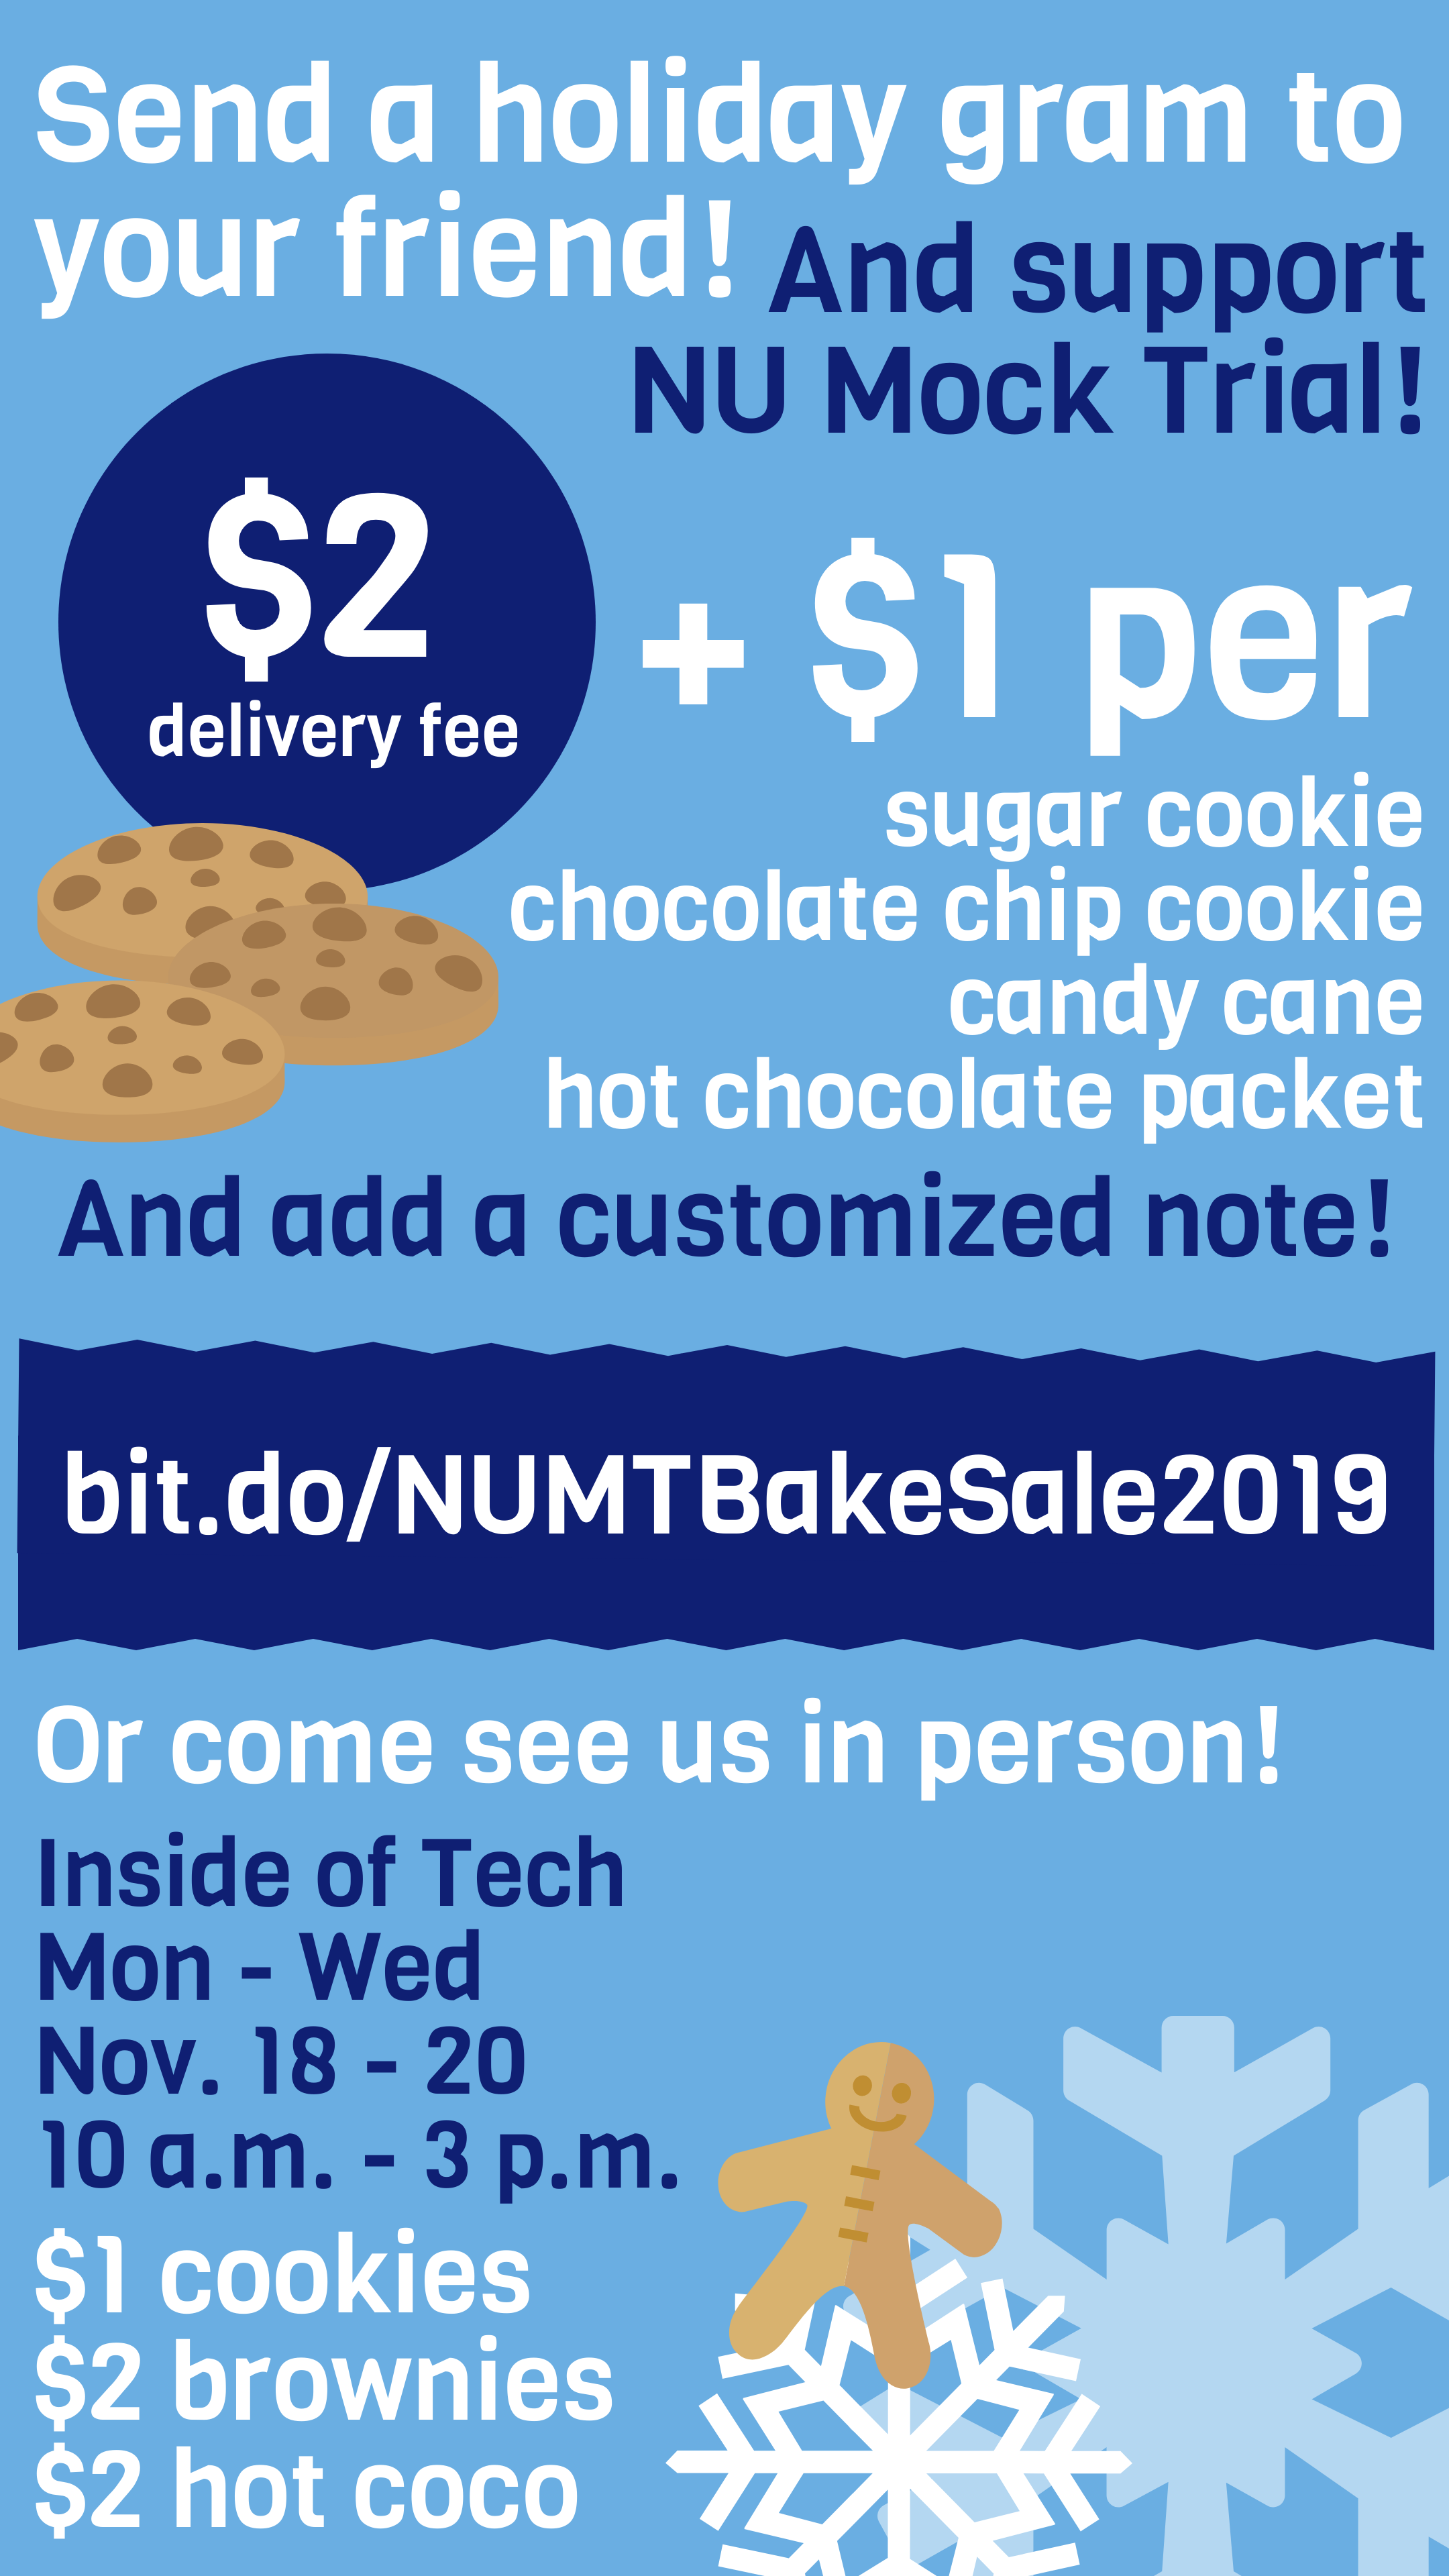 Send a holiday gram to
your friend!
And support
NU Mock Trial!
$2
delivery fee
+ $1 per
sugar cookie
chocolate chip cookie
candy cane
hot chocolate packet
And add a customized note!
bit.do/NUMTBakeSale2019
Or come see us in person!
Inside of Tech
Mon - Wed
Nov. 18 - 20
10 a.m. - 3 p.m.
$1 cookies
$2 brownies
$2 hot coco